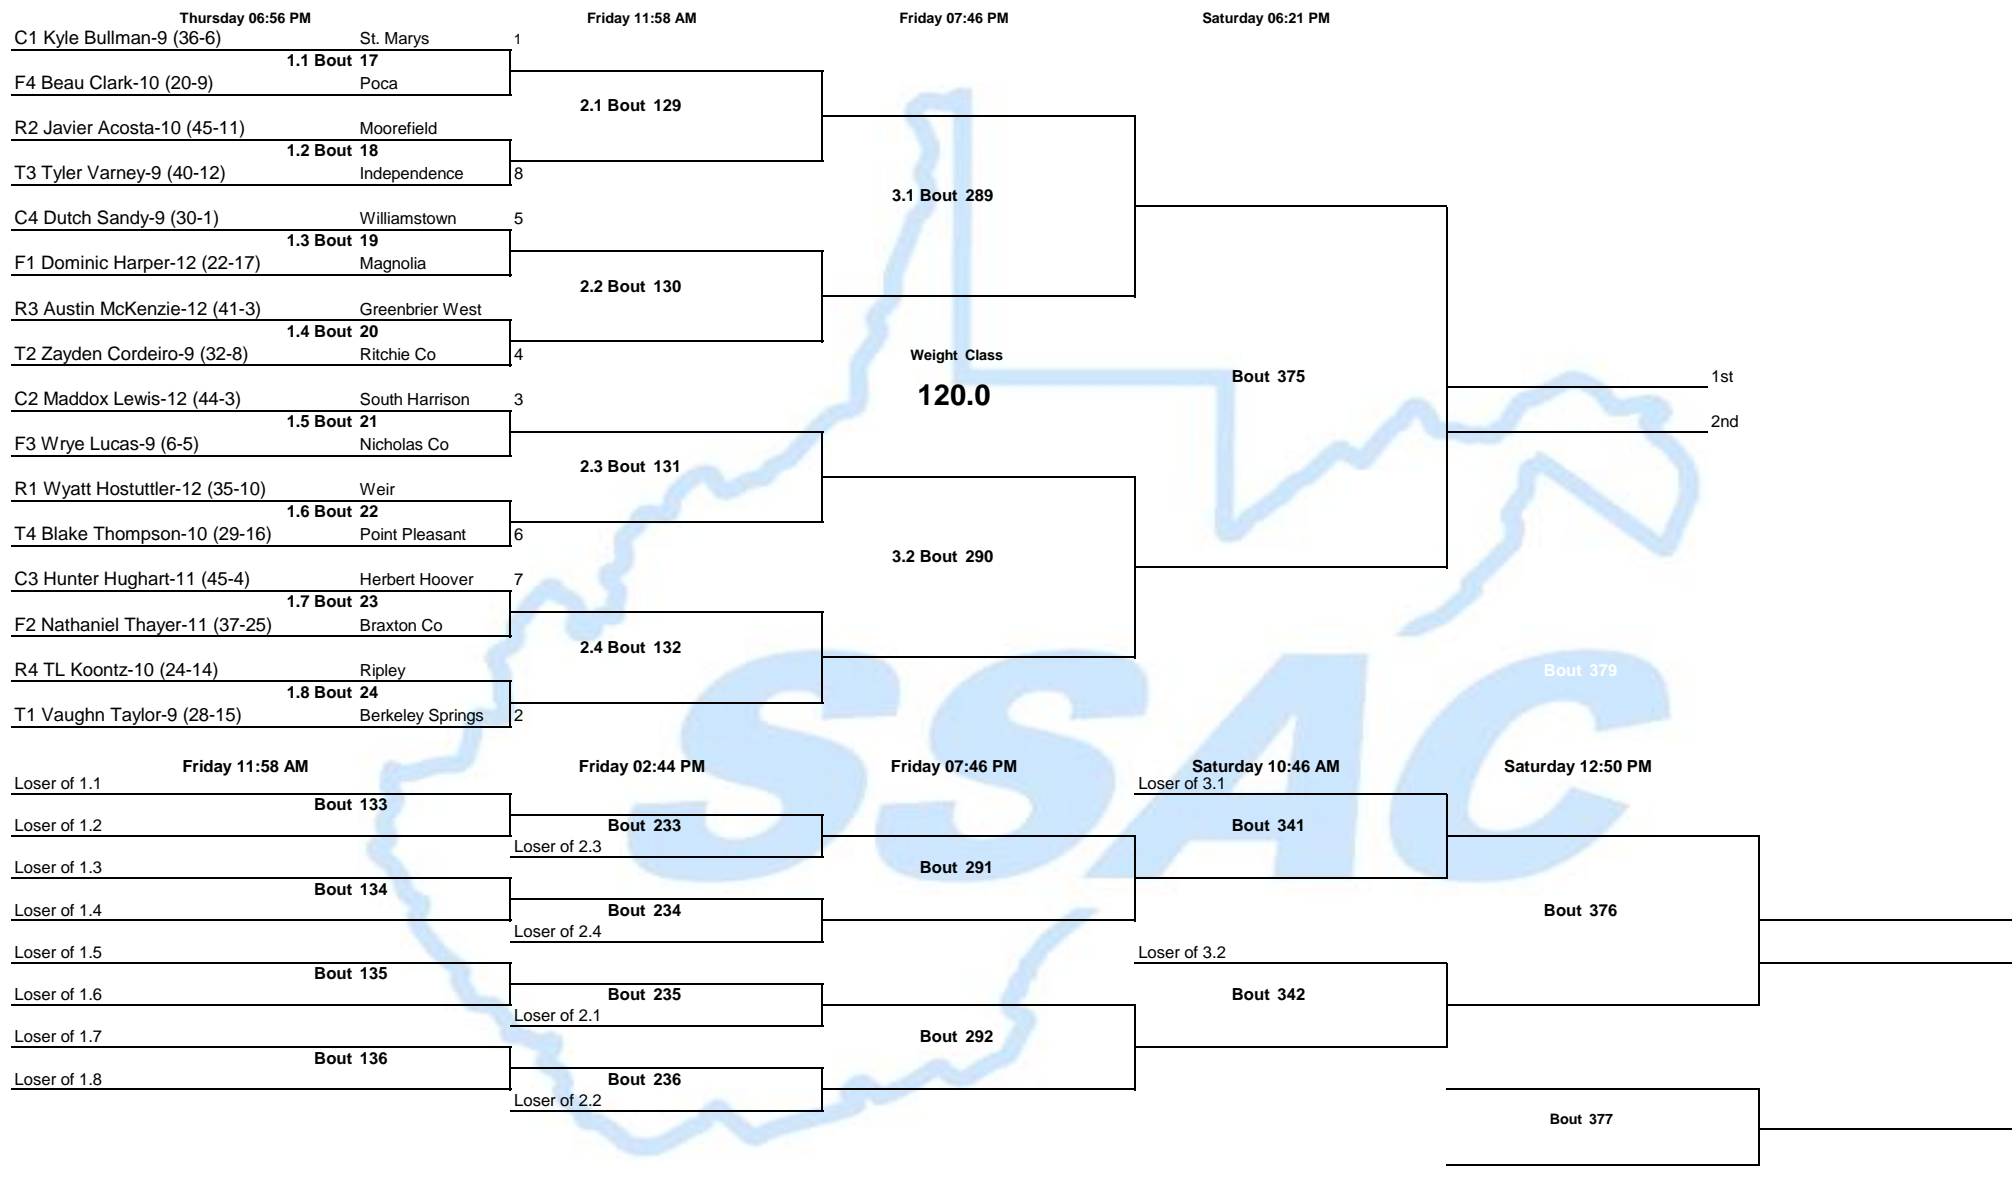 Thursday 06:56 PM Friday 11:58 AM Friday 07:46 PM Saturday 06:21 PM
C1 Kyle Bullman-9 (36-6) St. Marys 1
1.1 Bout 17
F4 Beau Clark-10 (20-9) Poca
2.1 Bout 129
R2 Javier Acosta-10 (45-11) Moorefield
1.2 Bout 18
T3 Tyler Varney-9 (40-12) Independence 8
3.1 Bout 289
C4 Dutch Sandy-9 (30-1) Williamstown 5
1.3 Bout 19
F1 Dominic Harper-12 (22-17) Magnolia
2.2 Bout 130
R3 Austin McKenzie-12 (41-3) Greenbrier West
1.4 Bout 20
T2 Zayden Cordeiro-9 (32-8) Ritchie Co 4
Weight Class
120.0
Bout 375
1st
2nd
C2 Maddox Lewis-12 (44-3) South Harrison 3
1.5 Bout 21
F3 Wrye Lucas-9 (6-5) Nicholas Co
2.3 Bout 131
R1 Wyatt Hostuttler-12 (35-10) Weir
1.6 Bout 22
T4 Blake Thompson-10 (29-16) Point Pleasant 6
3.2 Bout 290
C3 Hunter Hughart-11 (45-4) Herbert Hoover 7
1.7 Bout 23
F2 Nathaniel Thayer-11 (37-25) Braxton Co
2.4 Bout 132
R4 TL Koontz-10 (24-14) Ripley
Bout 379
1.8 Bout 24
T1 Vaughn Taylor-9 (28-15) Berkeley Springs 2
SSAC
Friday 11:58 AM Friday 02:44 PM Friday 07:46 PM Saturday 10:46 AM Saturday 12:50 PM
Loser of 1.1 Loser of 3.1
Bout 133
Loser of 1.2 Bout 233 Bout 341
Loser of 2.3
Loser of 1.3 Bout 291
Bout 134
Loser of 1.4 Bout 234 Bout 376
Loser of 2.4
Loser of 1.5 Loser of 3.2
Bout 135
Loser of 1.6 Bout 235 Bout 342
Loser of 2.1
Loser of 1.7 Bout 292
Bout 136
Loser of 1.8 Bout 236
Loser of 2.2
Bout 377